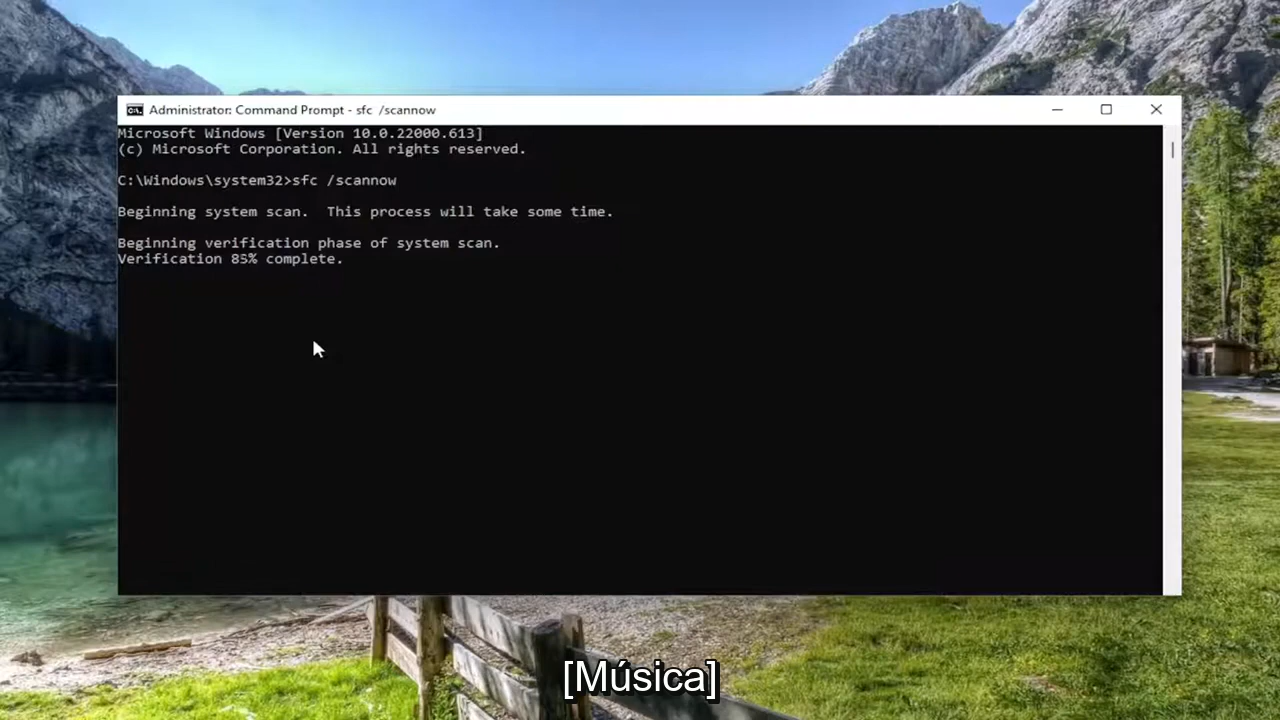 Administrator: Command Prompt - sfc  /scannow
Microsoft Windows [Version 10.0.22000.613]
(c) Microsoft Corporation. All rights reserved.
C:\Windows\system32>sfc /scannow
Beginning system scan.  This process will take some time.
Beginning verification phase of system scan.
Verification 85% complete.
[Música]